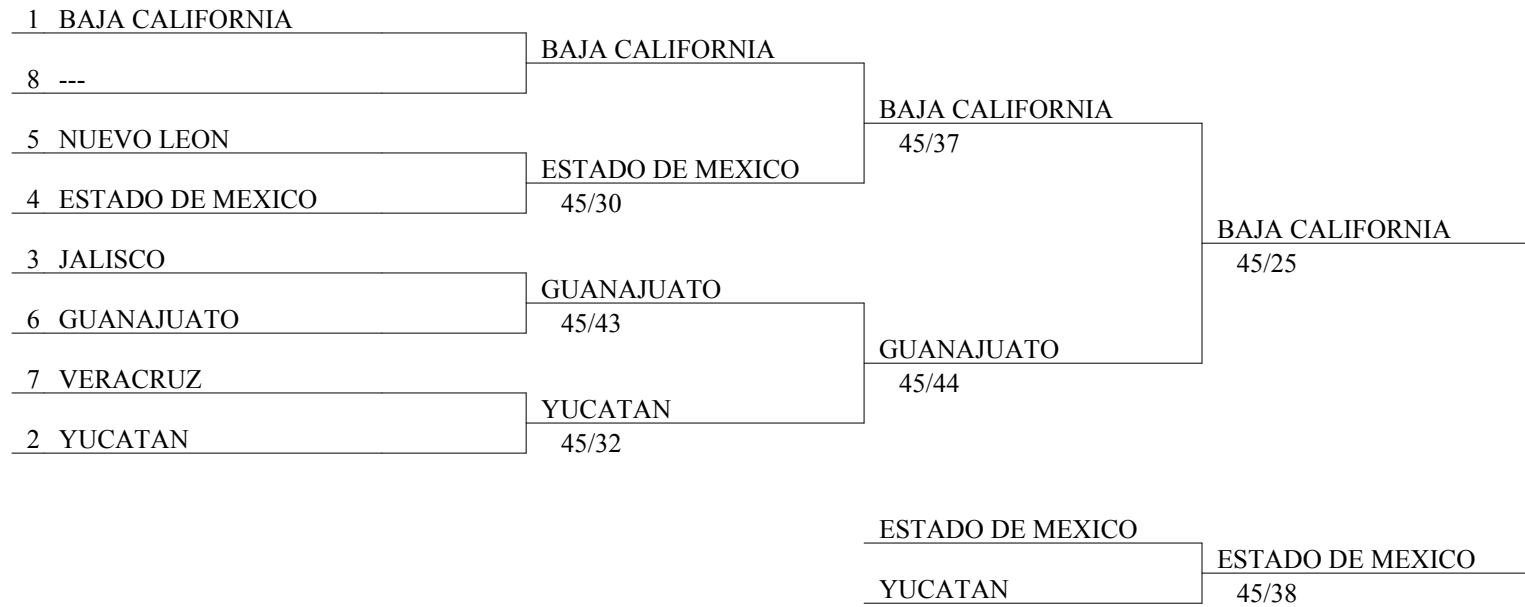 1 BAJA CALIFORNIA
8 ---
5 NUEVO LEON
4 ESTADO DE MEXICO
3 JALISCO
6 GUANAJUATO
7 VERACRUZ
2 YUCATAN
BAJA CALIFORNIA
ESTADO DE MEXICO
45/30
GUANAJUATO
45/43
YUCATAN
45/32
BAJA CALIFORNIA
45/37
GUANAJUATO
45/44
BAJA CALIFORNIA
45/25
ESTADO DE MEXICO
YUCATAN
ESTADO DE MEXICO
45/38